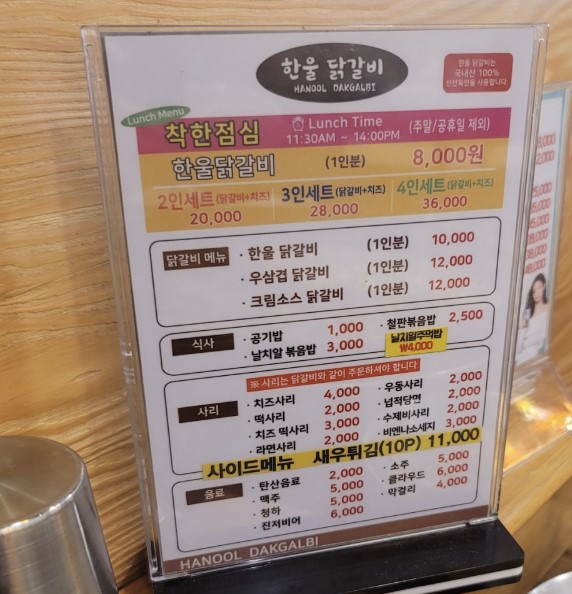 한울 닭갈비
HANOOL DAKGALBI
한울 닭갈비는
국내산 100%
신선육만을 사용합니다
Lunch Menu
착한점심 Lunch Time (주말/공휴일 제외)
11:30AM ~ 14:00PM
한울닭갈비 (1인분) 8,000원
2인세트(닭갈비+치즈) 3인세트(닭갈비+치즈) 4인세트(닭갈비+치즈)
20,000 28,000 36,000
닭갈비 메뉴
· 한울 닭갈비 (1인분) 10,000
· 우삼겹 닭갈비 (1인분) 12,000
· 크림소스 닭갈비 (1인분) 12,000
식사
· 공기밥 1,000 · 철판볶음밥 2,500
· 날치알 볶음밥 3,000 날치알주먹밥
₩4,000
※ 사리는 닭갈비와 같이 주문하셔야 합니다
사리
· 치즈사리 4,000 · 우동사리 2,000
· 떡사리 2,000 · 넙적당면 2,000
· 치즈 떡사리 3,000 · 수제비사리 2,000
· 라면사리 2,000 · 비엔나소세지 3,000
사이드메뉴 새우튀김(10P) 11,000
음료
· 탄산음료 2,000 · 소주 5,000
· 맥주 5,000 · 클라우드 6,000
· 청하 5,000 · 막걸리 4,000
· 진저비어 6,000
HANOOL DAKGALBI